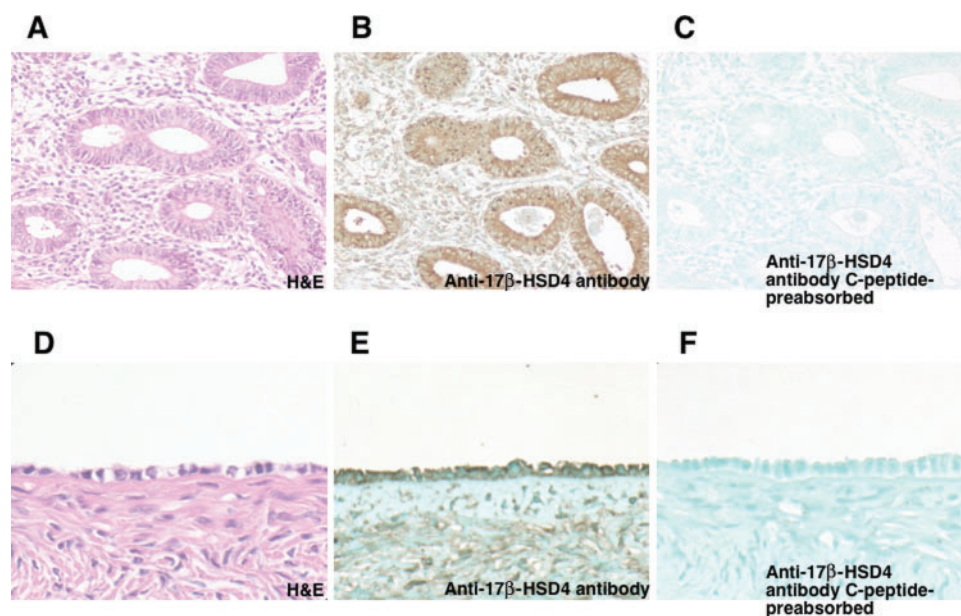 A
B
C
H&E
Anti-17β-HSD4 antibody
Anti-17β-HSD4
antibody C-peptide-
preabsorbed
D
E
F
H&E
Anti-17β-HSD4 antibody
Anti-17β-HSD4
antibody C-peptide-
preabsorbed